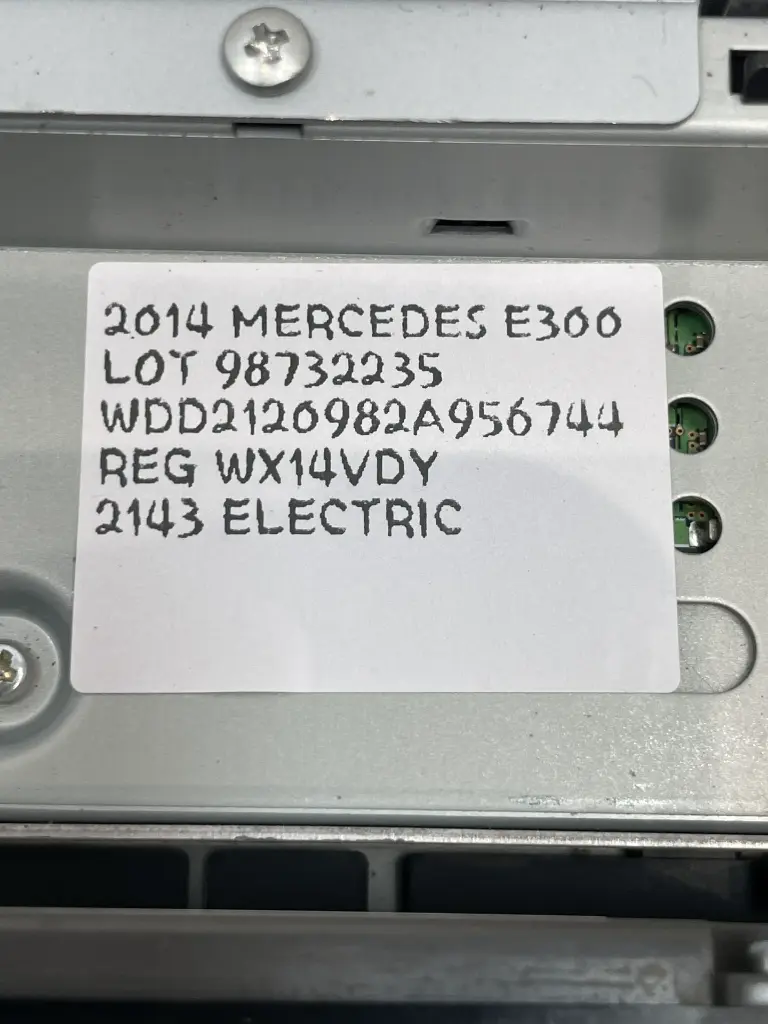 2014 MERCEDES E300
LOT 98732235
WDD2120982A956744
REG WX14VDY
2143 ELECTRIC